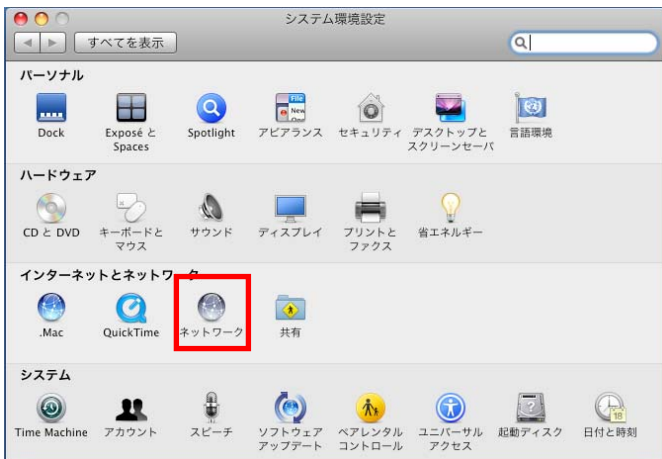 システム環境設定
すべてを表示
パーソナル
Dock
Exposé と
Spaces
Spotlight
アピアランス
セキュリティ
デスクトップと
スクリーンセーバ
言語環境
ハードウェア
CD と DVD
キーボードと
マウス
サウンド
ディスプレイ
プリントと
ファクス
省エネルギー
インターネットとネットワーク
.Mac
QuickTime
ネットワーク
共有
システム
Time Machine
アカウント
スピーチ
ソフトウェア
アップデート
ペアレンタル
コントロール
ユニバーサル
アクセス
起動ディスク
日付と時刻